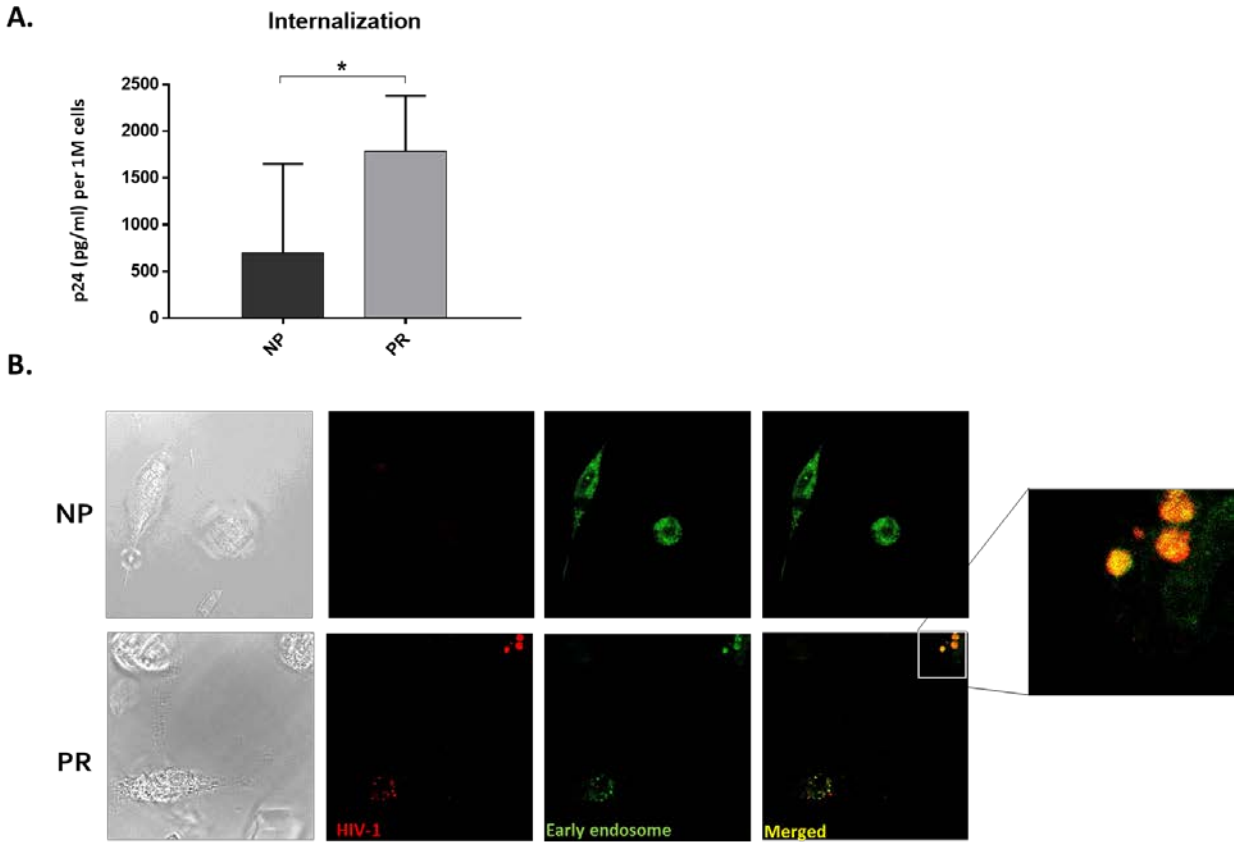 A.
Internalization
*
p24 (pg/ml) per 1M cells
2500
2000
1500
1000
500
0
NP
PR
B.
NP
PR
HIV-1
Early endosome
Merged